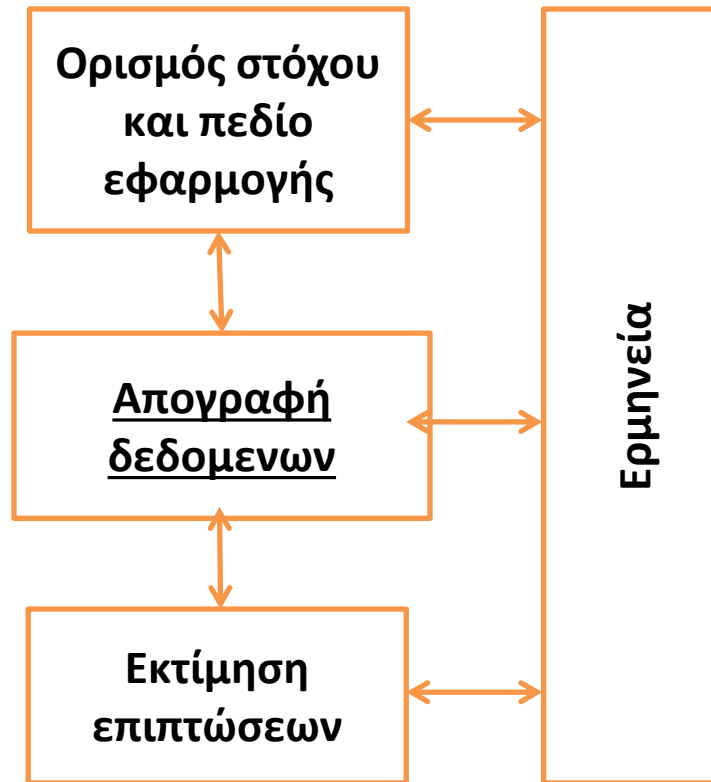 Ορισμός στόχου
και πεδίο
εφαρμογής
Απογραφή
δεδομενων
Εκτίμηση
επιπτώσεων
Ερμηνεία